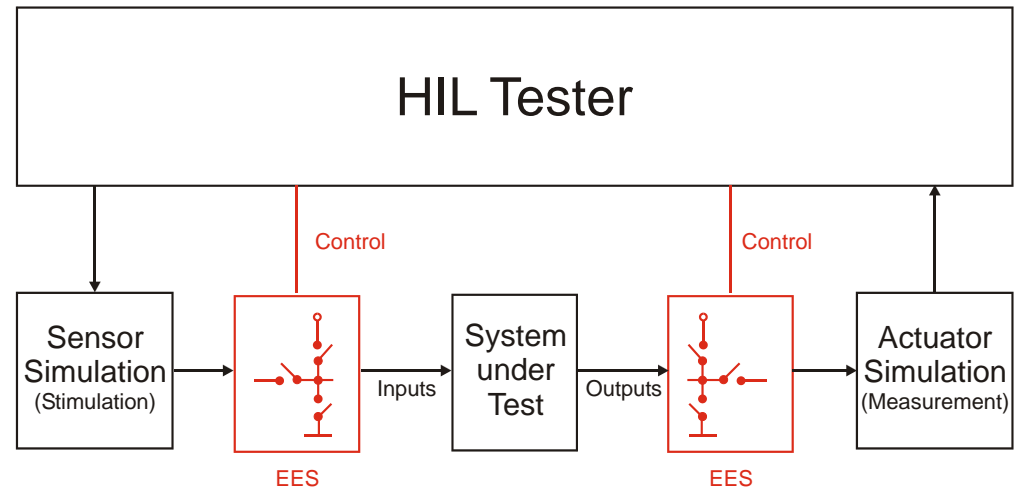 HIL Tester
Control
Control
Sensor
Simulation
(Stimulation)
Inputs
System
under
Test
Outputs
Actuator
Simulation
(Measurement)
EES
EES